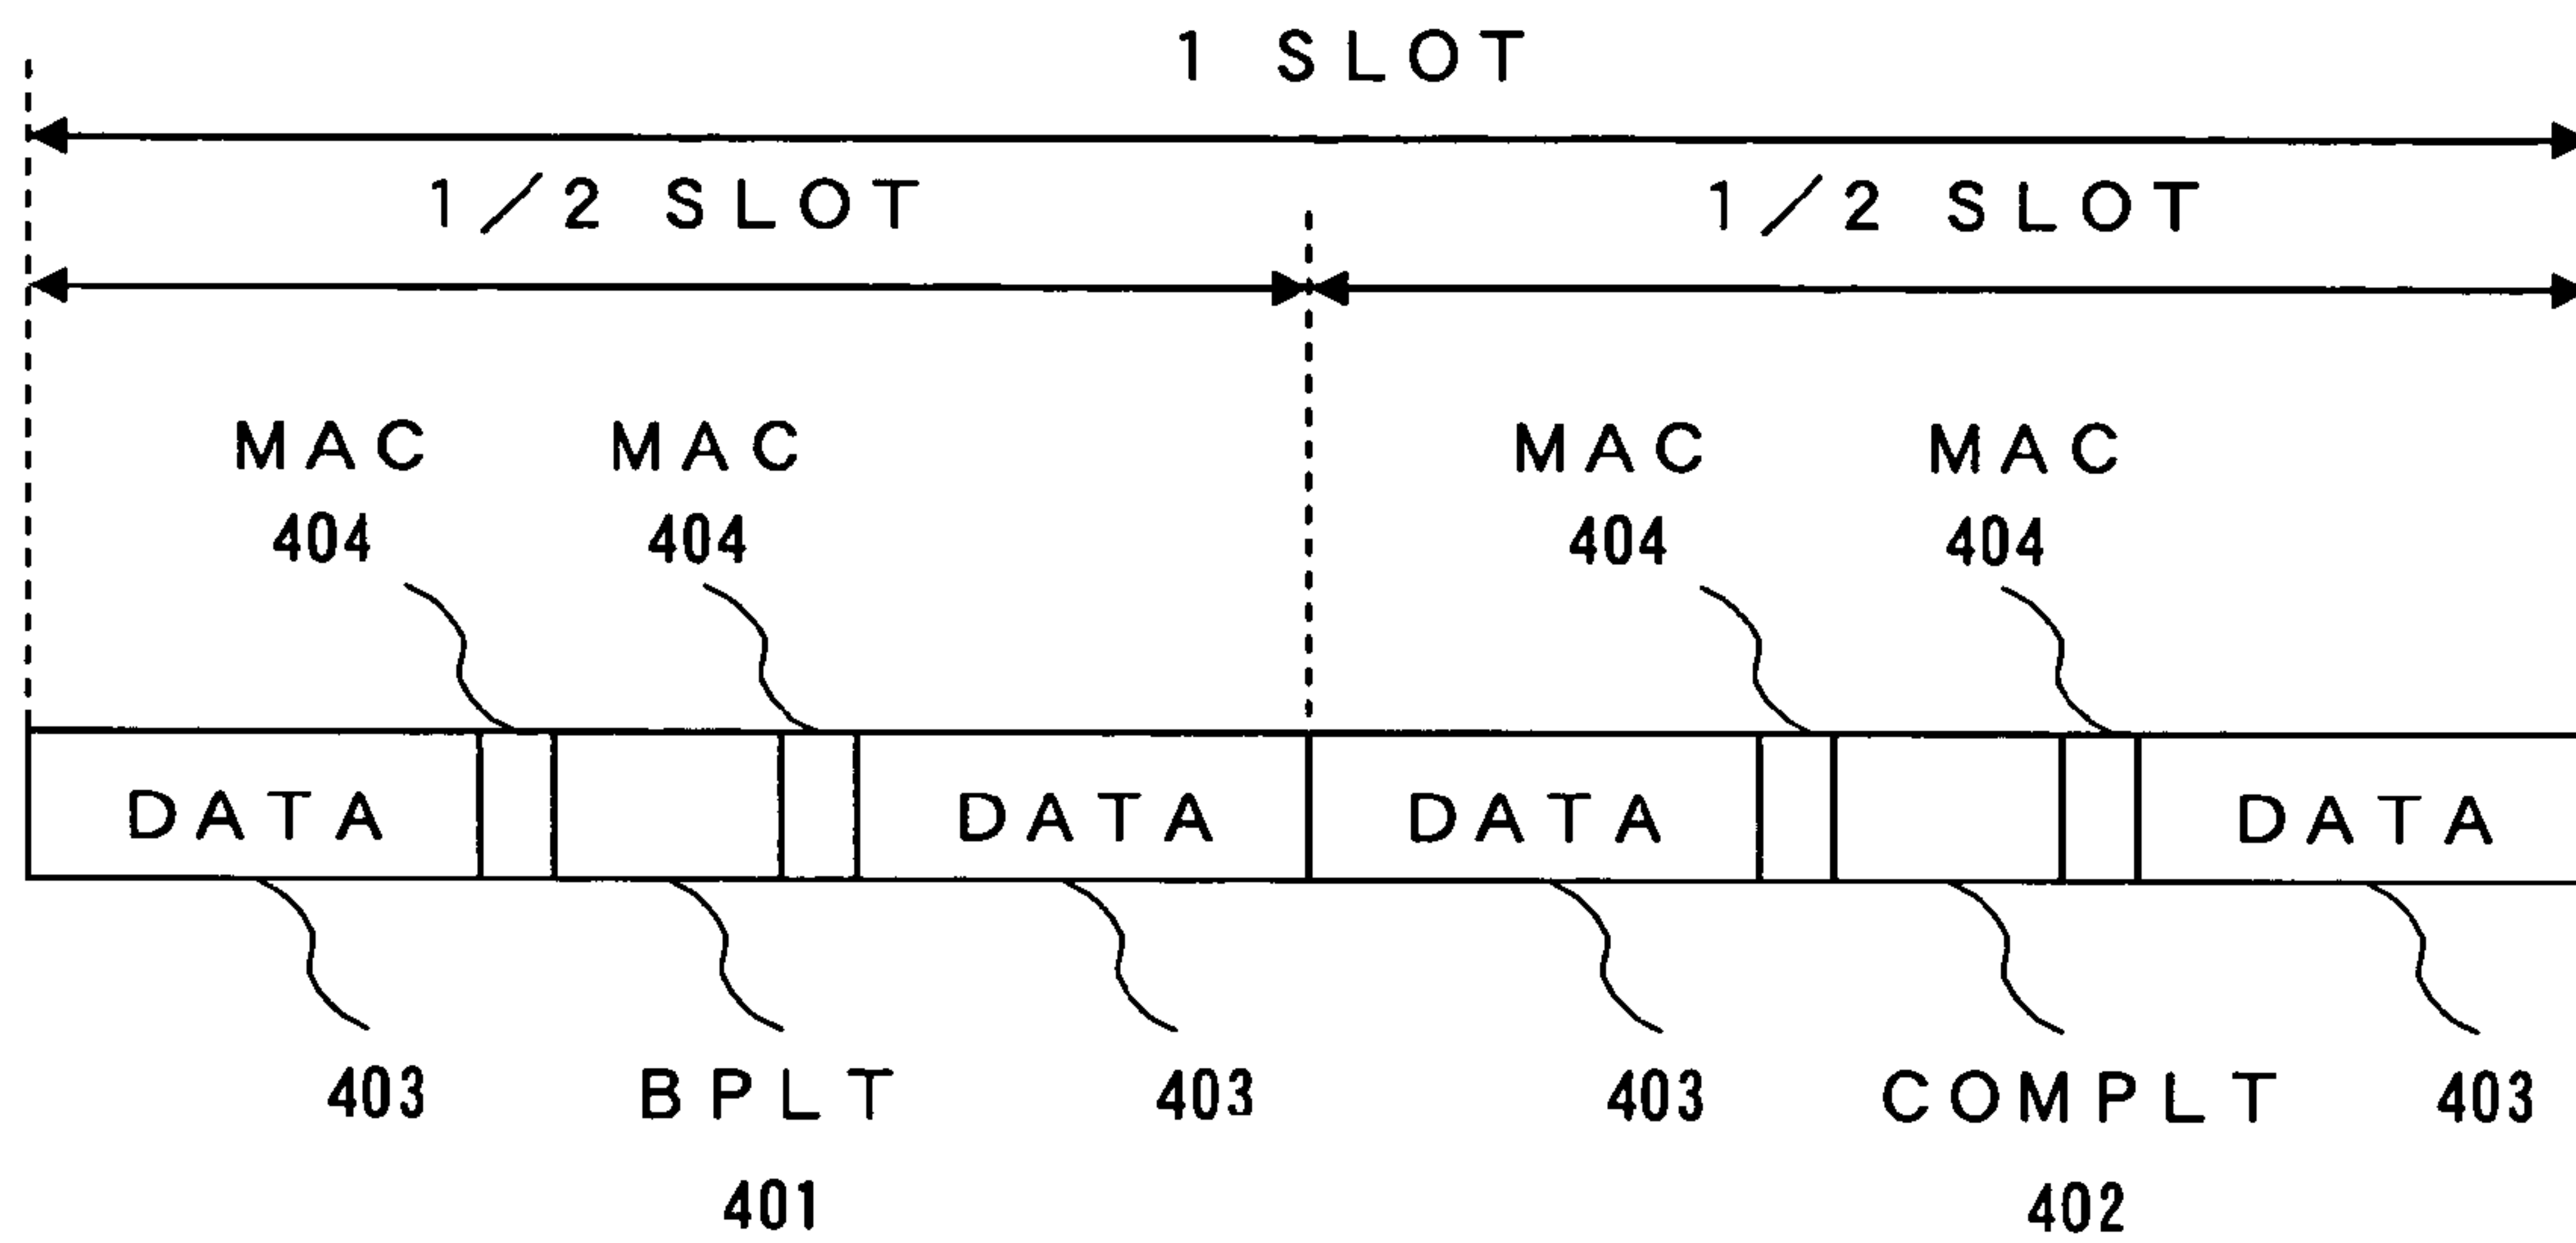 1 SLOT
1/2 SLOT 1/2 SLOT
MAC MAC MAC MAC
404 404 404 404
DATA DATA DATA DATA
403 BPLT 403 403 COMPLT 403
401 402